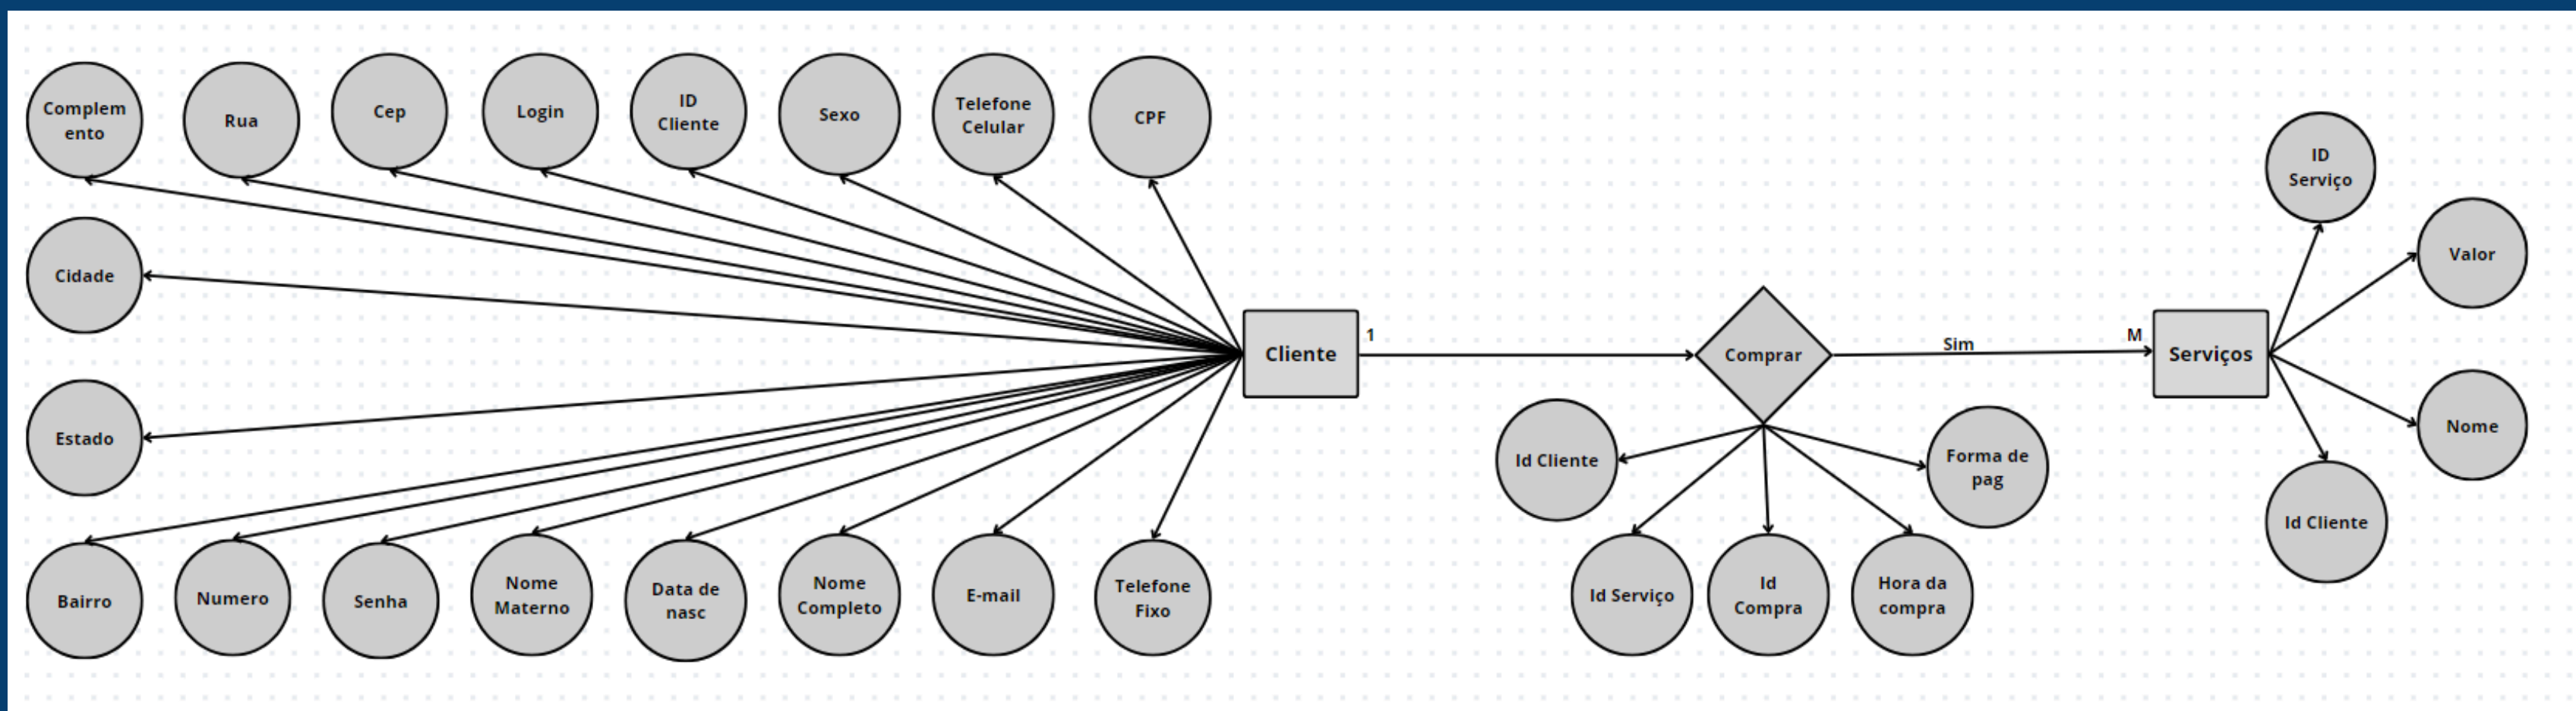 Complem
ento
Rua
Cep
Login
ID
Cliente
Sexo
Telefone
Celular
CPF
Cidade
Estado
Bairro
Numero
Senha
Nome
Materno
Data de
nasc
Nome
Completo
E-mail
Telefone
Fixo
Cliente
1
Comprar
Sim
M
Serviços
Id Cliente
Id Serviço
Id
Compra
Hora da
compra
Forma de
pag
ID
Serviço
Valor
Nome
Id Cliente